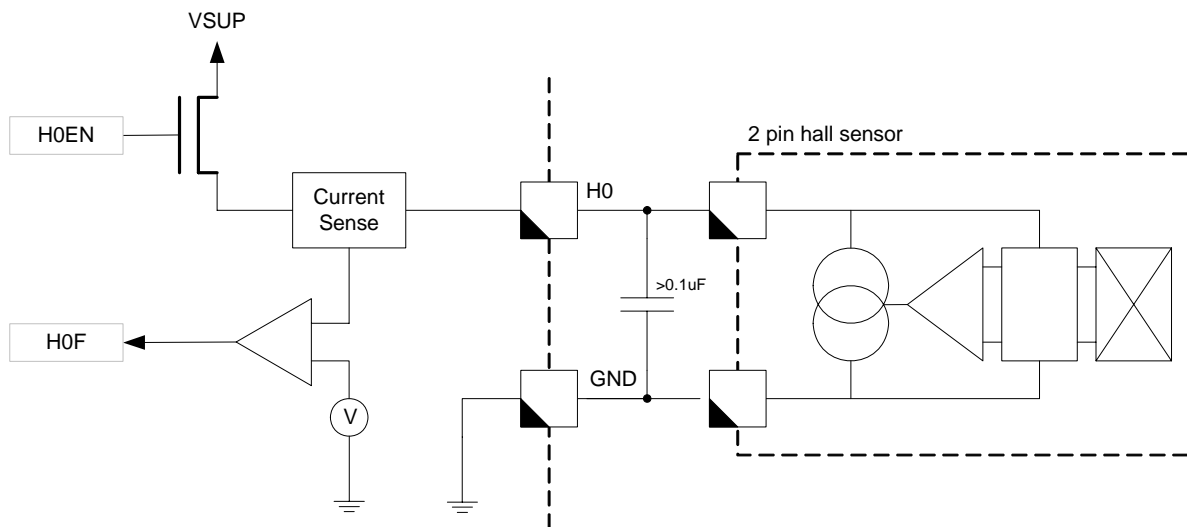 VSUP
H0EN
2 pin hall sensor
Current
Sense
H0
>0.1uF
H0F
GND
V